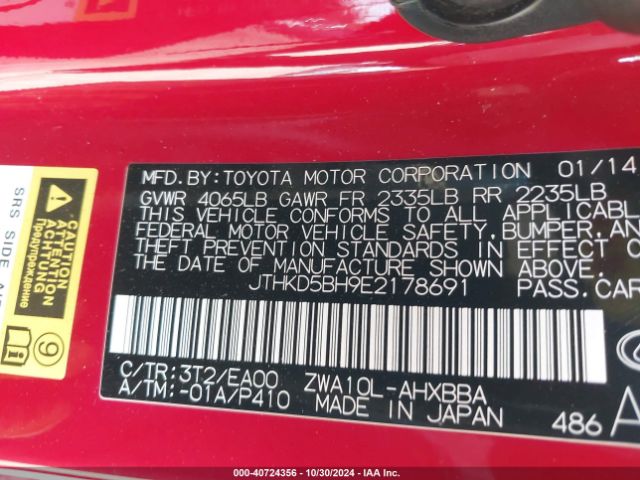 MFD. BY: TOYOTA MOTOR CORPORATION 01/14
GVWR 4065LB GAWR FR 2335LB RR 2235LB
THIS VEHICLE CONFORMS TO ALL APPLICABL
FEDERAL MOTOR VEHICLE SAFETY, BUMPER, AN
THEFT PREVENTION STANDARDS IN EFFECT O
THE DATE OF MANUFACTURE SHOWN ABOVE.
JTHKD5BH9E2178691 PASS. CAR
C/TR: 3T2/EA00 ZWA10L-AHXBBA
A/TM: -01A/P410 MADE IN JAPAN
486
SRS SIDE
Предупреждение
9
000-40724356 - 10/30/2024 - IAA Inc.